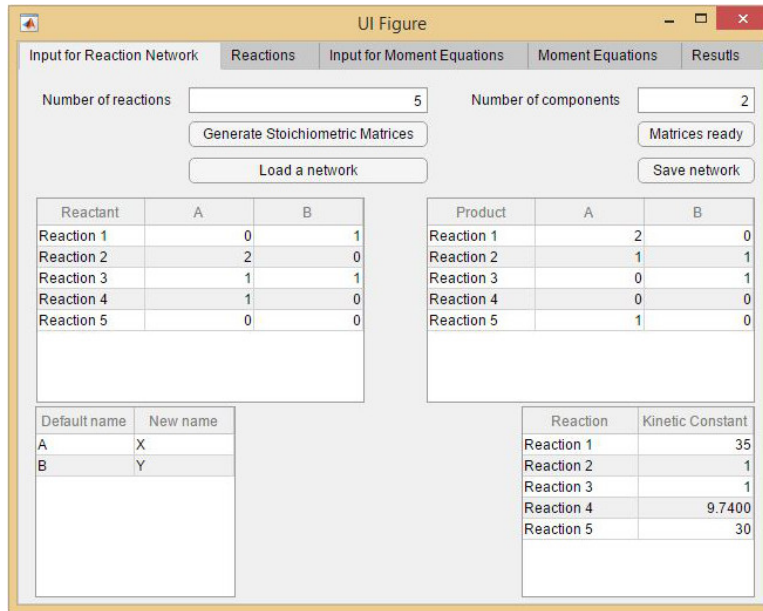 UI Figure
Input for Reaction Network Reactions Input for Moment Equations Moment Equations Resutls
Number of reactions 5 Number of components 2
Generate Stoichiometric Matrices Matrices ready
Load a network Save network
Reactant A B Product A B
Reaction 1 0 1 Reaction 1 2 0
Reaction 2 2 0 Reaction 2 1 1
Reaction 3 1 1 Reaction 3 0 1
Reaction 4 1 0 Reaction 4 0 0
Reaction 5 0 0 Reaction 5 1 0
Default name New name Reaction Kinetic Constant
A X Reaction 1 35
B Y Reaction 2 1
Reaction 3 1
Reaction 4 9.7400
Reaction 5 30